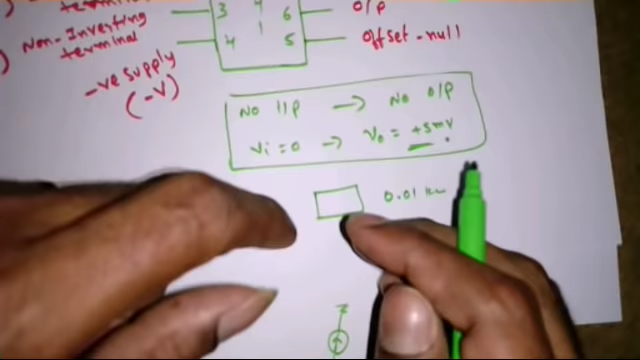 terminal
) Non-Inverting
terminal
-ve supply
(-V)
3 4 6 o/p
4 1 5 offset-null
No i/p → No o/p
Vi=0 → Vo = +5mV
0.01